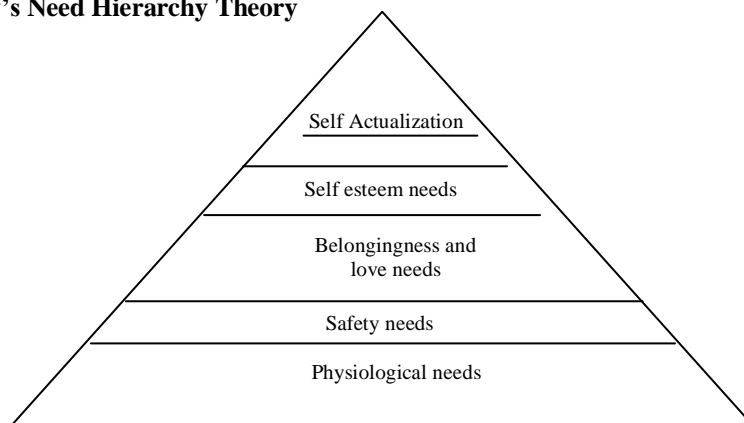 's Need Hierarchy Theory
Self Actualization
Self esteem needs
Belongingness and
love needs
Safety needs
Physiological needs